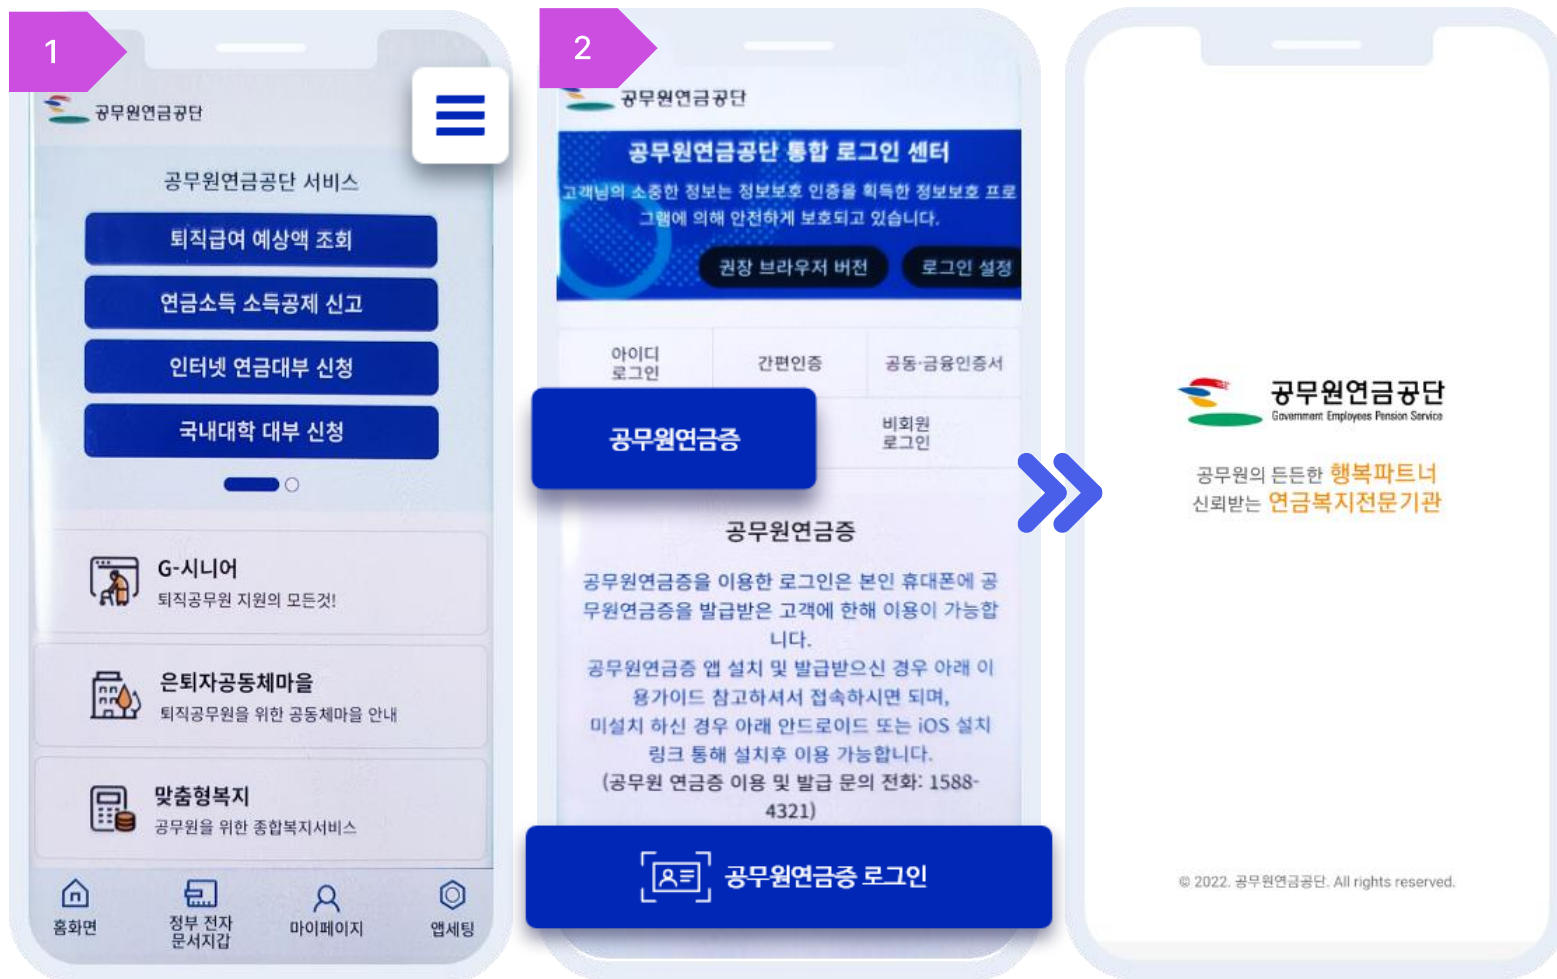 1
공무원연금공단
공무원연금공단 서비스
퇴직급여 예상액 조회
연금소득 소득공제 신고
인터넷 연금대부 신청
국내대학 대부 신청
G-시니어
퇴직공무원 지원의 모든것!
은퇴자공동체마을
퇴직공무원을 위한 공동체마을 안내
맞춤형복지
공무원을 위한 종합복지서비스
홈화면
정부 전자
문서지갑
마이페이지
앱세팅
2
공무원연금공단
공무원연금공단 통합 로그인 센터
고객님의 소중한 정보는 정보보호 인증을 획득한 정보보호 프로
그램에 의해 안전하게 보호되고 있습니다.
권장 브라우저 버전
로그인 설정
아이디
로그인
간편인증
공동·금융인증서
공무원연금증
비회원
로그인
공무원연금증
공무원연금증을 이용한 로그인은 본인 휴대폰에 공
무원연금증을 발급받은 고객에 한해 이용이 가능합
니다.
공무원연금증 앱 설치 및 발급받으신 경우 아래 이
용가이드 참고하셔서 접속하시면 되며,
미설치 하신 경우 아래 안드로이드 또는 iOS 설치
링크 통해 설치후 이용 가능합니다.
(공무원 연금증 이용 및 발급 문의 전화: 1588-
4321)
공무원연금증 로그인
공무원연금공단
Government Employees Pension Service
공무원의 든든한 행복파트너
신뢰받는 연금복지전문기관
© 2022. 공무원연금공단. All rights reserved.